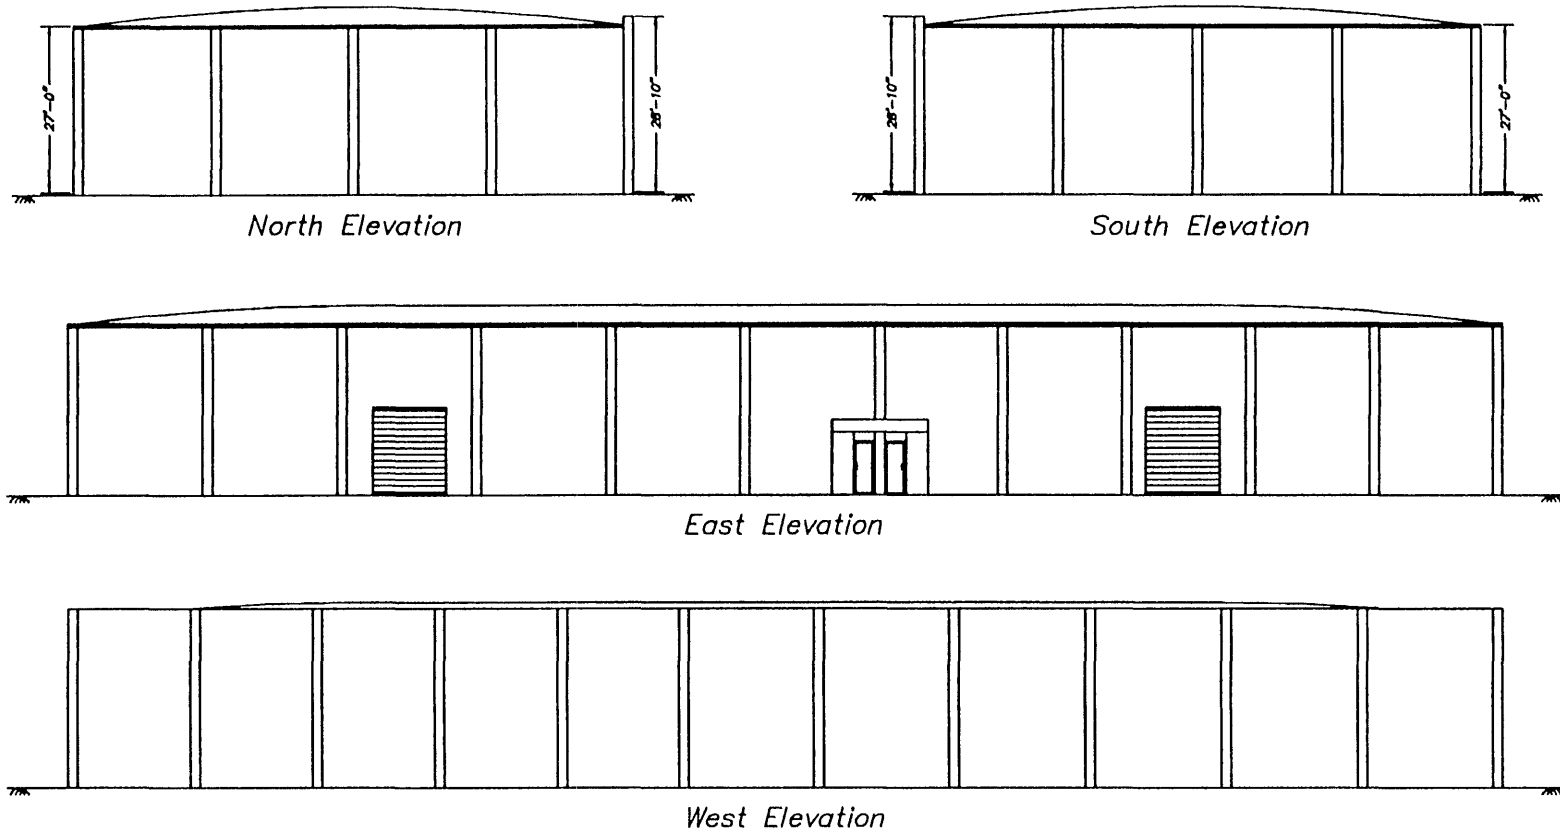 27'-0"
28'-10"
28'-10"
27'-0"
North Elevation
South Elevation
East Elevation
West Elevation